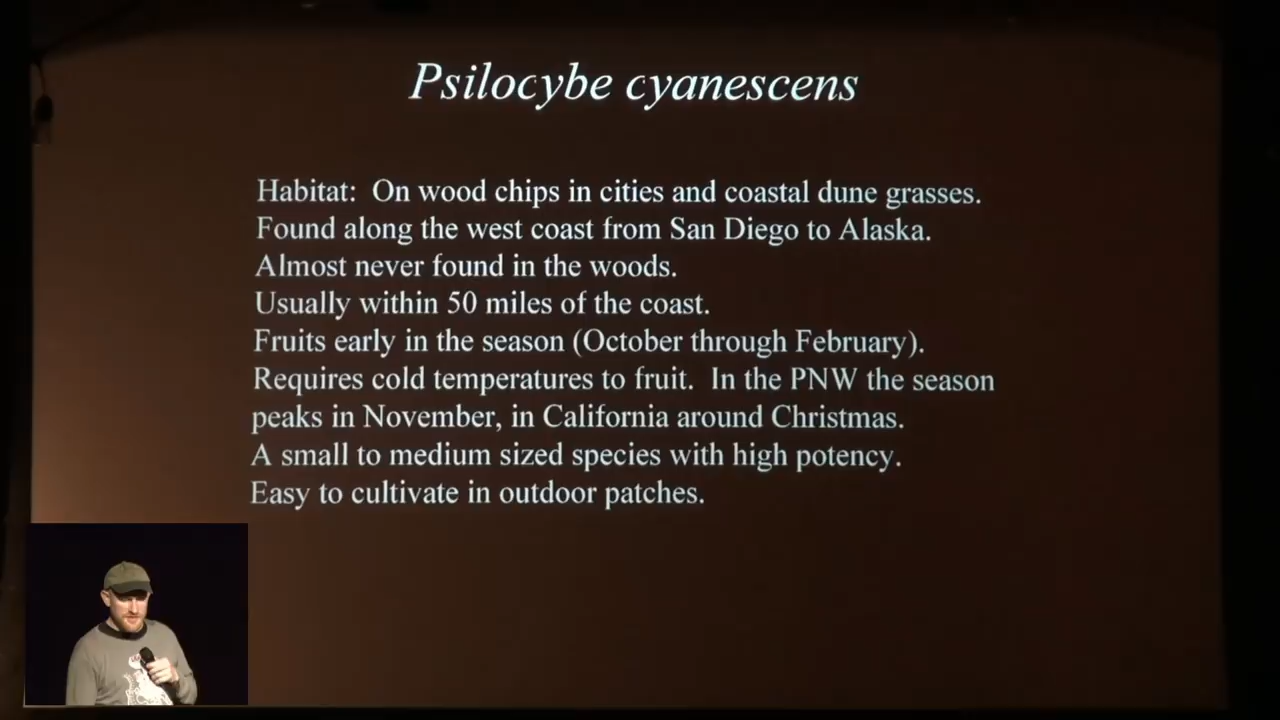 Psilocybe cyanescens
Habitat:  On wood chips in cities and coastal dune grasses.
Found along the west coast from San Diego to Alaska.
Almost never found in the woods.
Usually within 50 miles of the coast.
Fruits early in the season (October through February).
Requires cold temperatures to fruit.  In the PNW the season
peaks in November, in California around Christmas.
A small to medium sized species with high potency.
Easy to cultivate in outdoor patches.